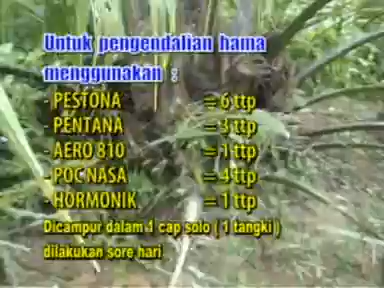 Untuk pengendalian hama
menggunakan :
- PESTONA = 6 ttp
- PENTANA = 3 ttp
- AERO 810 = 1 ttp
- POC NASA = 4 ttp
- HORMONIK = 1 ttp
Dicampur dalam 1 cap solo ( 1 tangki )
dilakukan sore hari